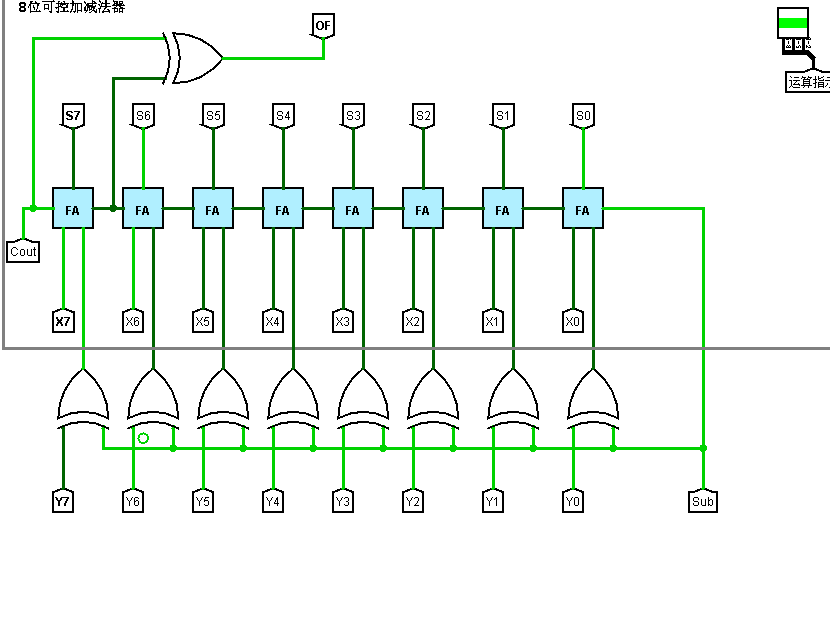 8位可控加减法器
OF
运算指示
S7 S6 S5 S4 S3 S2 S1 S0
FA FA FA FA FA FA FA FA
Cout
X7 X6 X5 X4 X3 X2 X1 X0
Y7 Y6 Y5 Y4 Y3 Y2 Y1 Y0 Sub